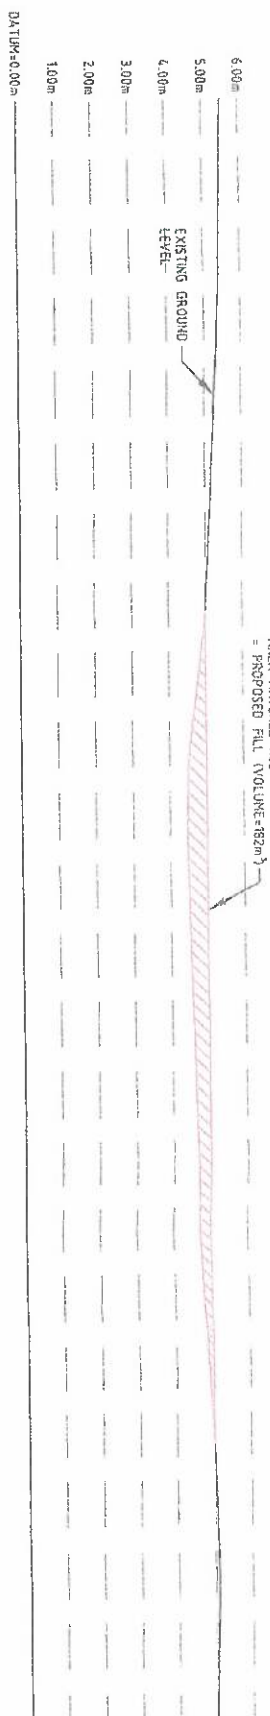 = PROPOSED FILL (VOLUME=182m³)
6.00m
5.00m
4.00m
3.00m
2.00m
1.00m
DATUM=0.00m
EXISTING GROUND
LEVEL